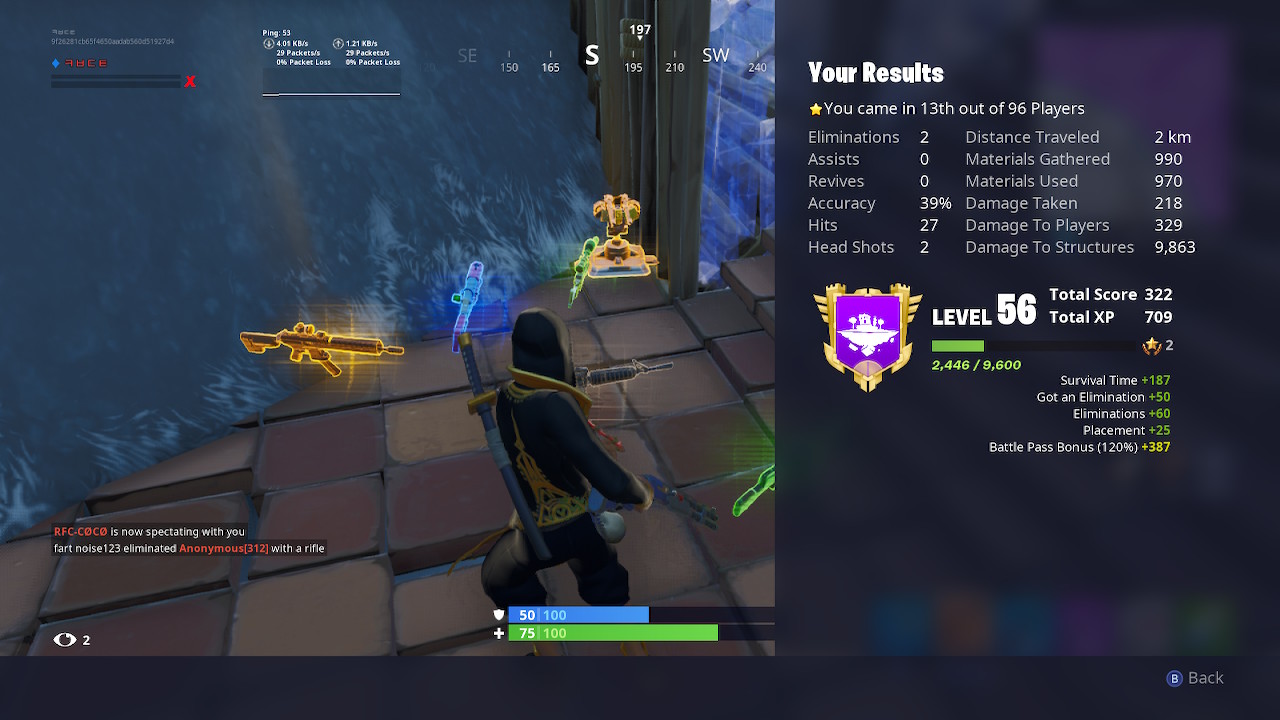 9f26281cb65f4650aadab560d51927d4
Ping: 53
4.01 KB/s 1.21 KB/s
29 Packets/s 29 Packets/s
0% Packet Loss 0% Packet Loss
SE 150 165 S 195 210 SW 240
197
50 100
75 100
RFC-CØCØ is now spectating with you
fart noise123 eliminated Anonymous[312] with a rifle
2
Your Results
You came in 13th out of 96 Players
Eliminations 2 Distance Traveled 2 km
Assists 0 Materials Gathered 990
Revives 0 Materials Used 970
Accuracy 39% Damage Taken 218
Hits 27 Damage To Players 329
Head Shots 2 Damage To Structures 9,863
LEVEL 56
Total Score 322
Total XP 709
2
2,446 / 9,600
Survival Time +187
Got an Elimination +50
Eliminations +60
Placement +25
Battle Pass Bonus (120%) +387
B Back